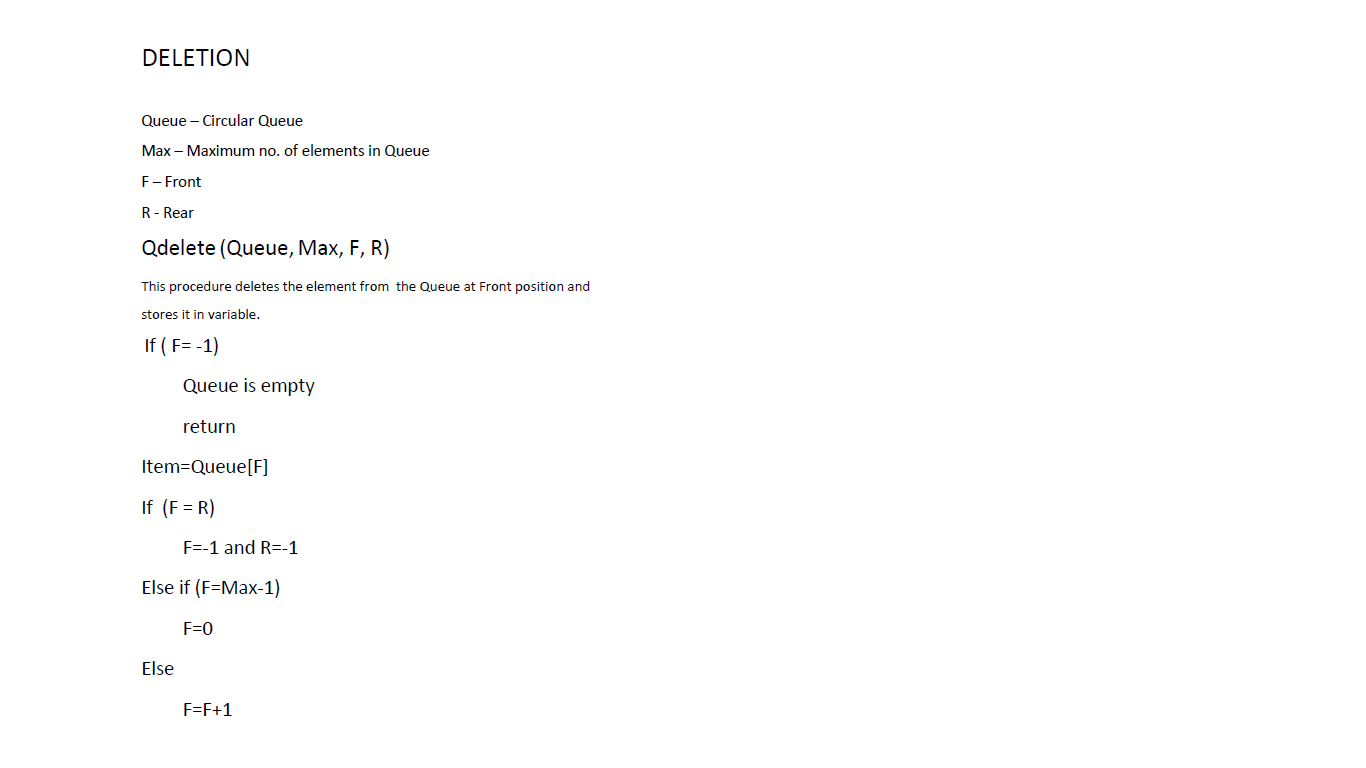 DELETION
Queue – Circular Queue
Max – Maximum no. of elements in Queue
F – Front
R - Rear
Qdelete (Queue, Max, F, R)
This procedure deletes the element from  the Queue at Front position and
stores it in variable.
If ( F= -1)
Queue is empty
return
Item=Queue[F]
If  (F = R)
F=-1 and R=-1
Else if (F=Max-1)
F=0
Else
F=F+1